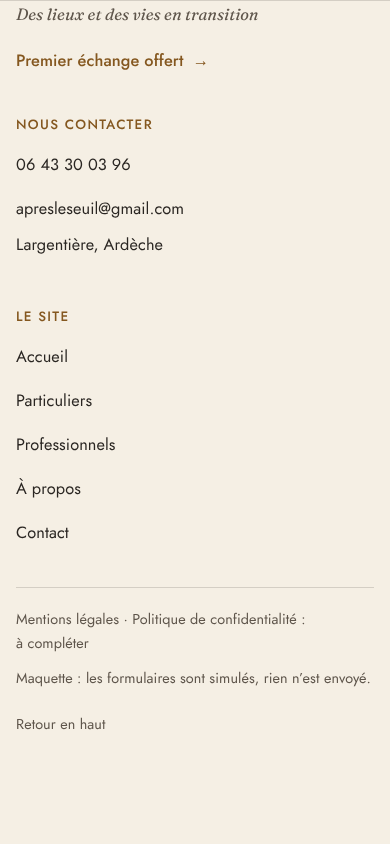 Des lieux et des vies en transition
Premier échange offert →
NOUS CONTACTER
06 43 30 03 96
apresleseuil@gmail.com
Largentière, Ardèche
LE SITE
Accueil
Particuliers
Professionnels
À propos
Contact
Mentions légales · Politique de confidentialité :
à compléter
Maquette : les formulaires sont simulés, rien n’est envoyé.
Retour en haut